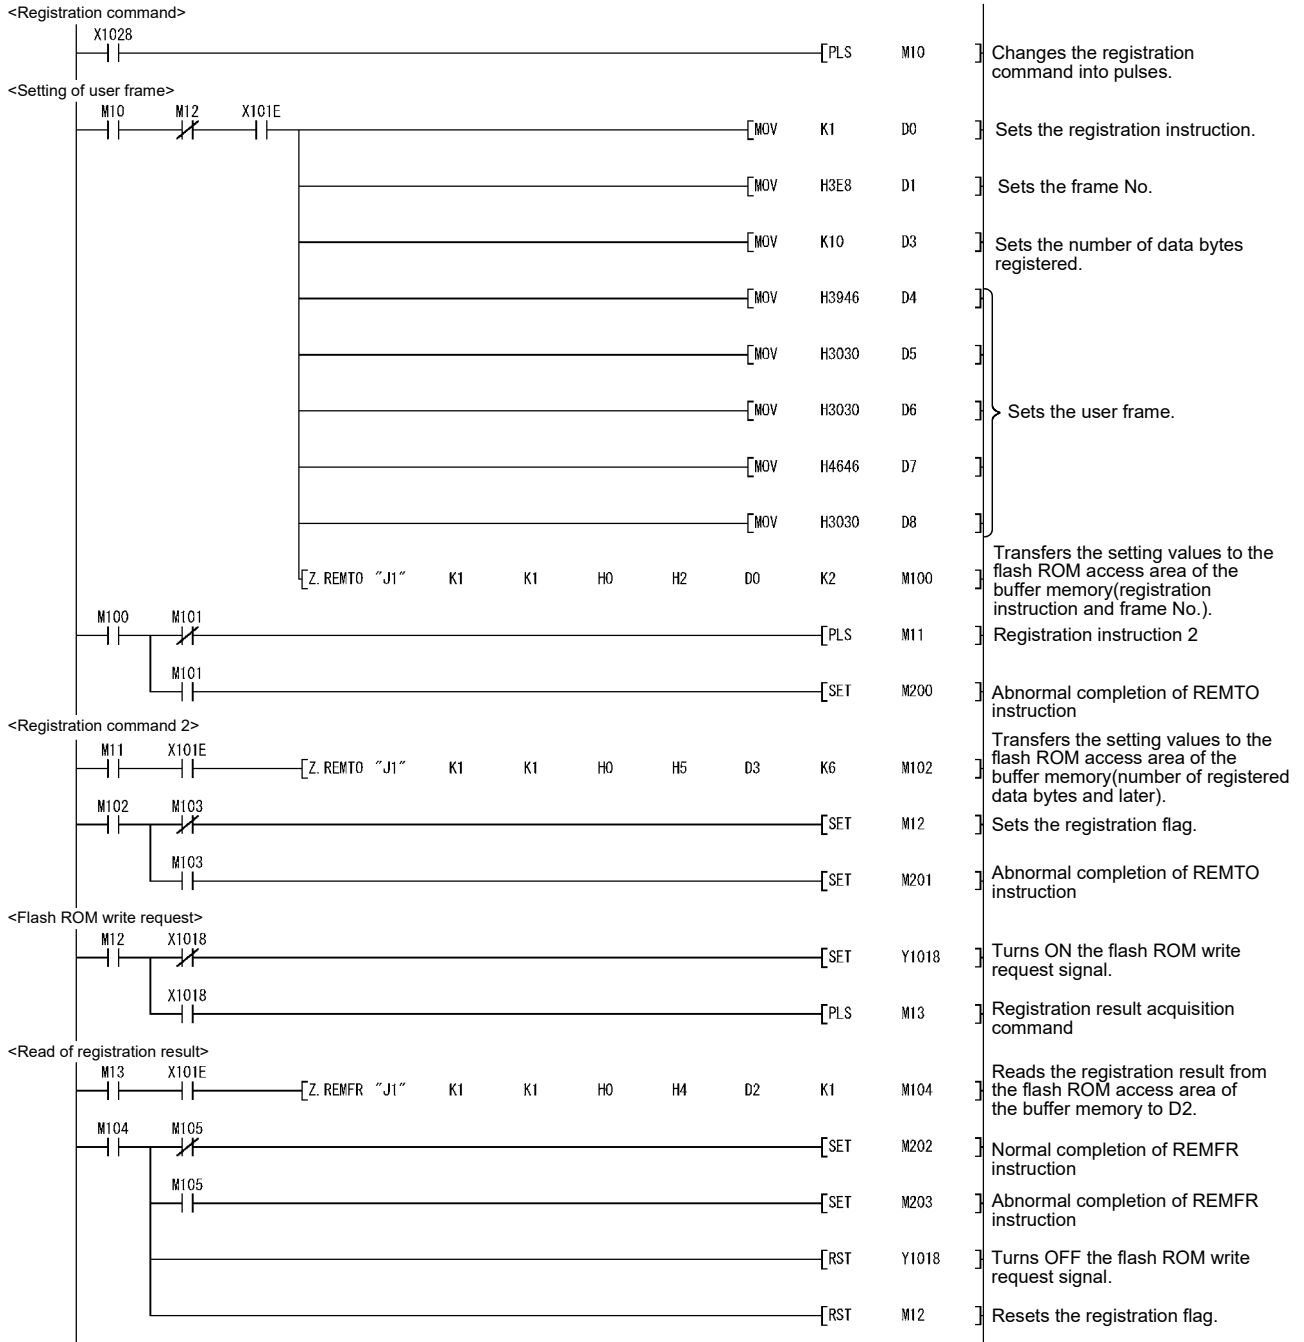 <Registration command>
X1028
[PLS M10 ] Changes the registration
command into pulses.
<Setting of user frame>
M10 M12 X101E
[MOV K1 D0 ] Sets the registration instruction.
[MOV H3E8 D1 ] Sets the frame No.
[MOV K10 D3 ] Sets the number of data bytes
registered.
[MOV H3946 D4 ]
[MOV H3030 D5 ]
[MOV H3030 D6 ] Sets the user frame.
[MOV H4646 D7 ]
[MOV H3030 D8 ]
Transfers the setting values to the
[Z.REMTO "J1" K1 K1 H0 H2 D0 K2 M100 ] flash ROM access area of the
buffer memory(registration
instruction and frame No.).
M100 M101
[PLS M11 ] Registration instruction 2
M101
[SET M200 ] Abnormal completion of REMTO
instruction
<Registration command 2>
M11 X101E
Transfers the setting values to the
[Z.REMTO "J1" K1 K1 H0 H5 D3 K6 M102 ] flash ROM access area of the
buffer memory(number of registered
data bytes and later).
M102 M103
[SET M12 ] Sets the registration flag.
M103
[SET M201 ] Abnormal completion of REMTO
instruction
<Flash ROM write request>
M12 X1018
[SET Y1018 ] Turns ON the flash ROM write
request signal.
X1018
[PLS M13 ] Registration result acquisition
command
<Read of registration result>
M13 X101E
Reads the registration result from
[Z.REMFR "J1" K1 K1 H0 H4 D2 K1 M104 ] the flash ROM access area of
the buffer memory to D2.
M104 M105
[SET M202 ] Normal completion of REMFR
instruction
M105
[SET M203 ] Abnormal completion of REMFR
instruction
[RST Y1018 ] Turns OFF the flash ROM write
request signal.
[RST M12 ] Resets the registration flag.